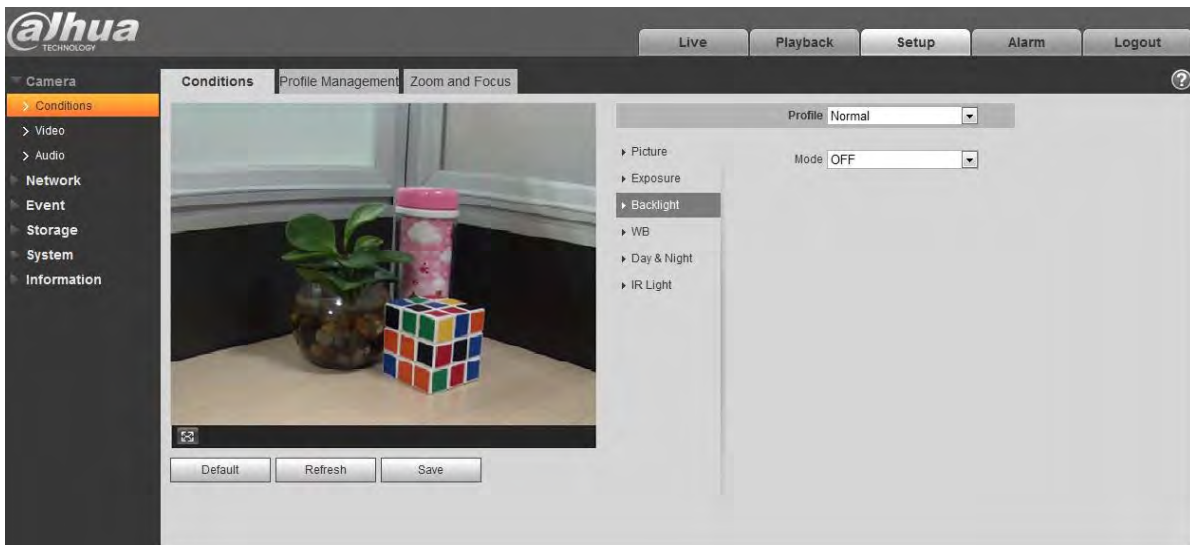 alhua
TECHNOLOGY
Live
Playback
Setup
Alarm
Logout
Camera
Conditions
Video
Audio
Network
Event
Storage
System
Information
Conditions
Profile Management
Zoom and Focus
?
Profile Normal
Picture
Exposure
Backlight
WB
Day & Night
IR Light
Mode OFF
Default
Refresh
Save